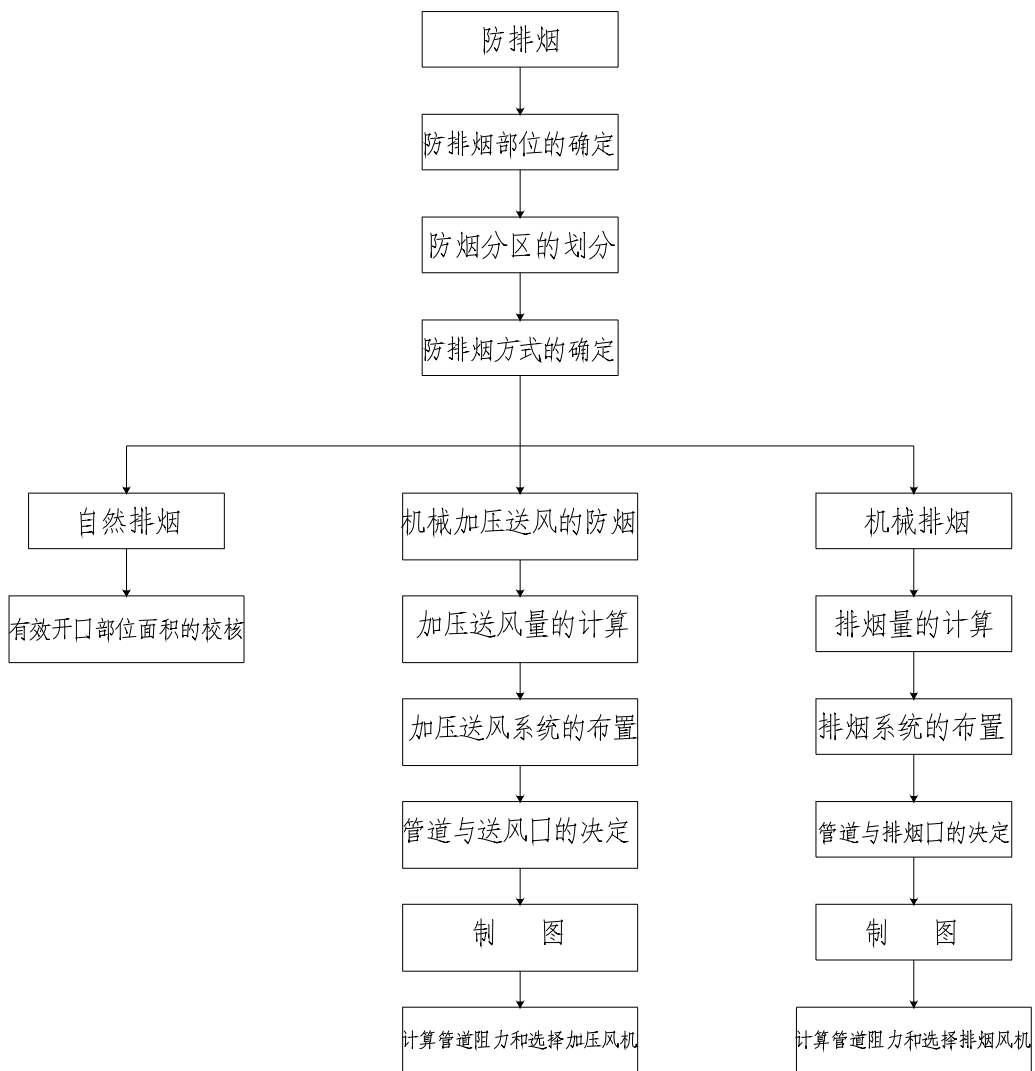 防排烟
防排烟部位的确定
防烟分区的划分
防排烟方式的确定
自然排烟
机械加压送风的防烟
机械排烟
有效开口部位面积的校核
加压送风量的计算
排烟量的计算
加压送风系统的布置
排烟系统的布置
管道与送风口的决定
管道与排烟口的决定
制 图
制 图
计算管道阻力和选择加压风机
计算管道阻力和选择排烟风机